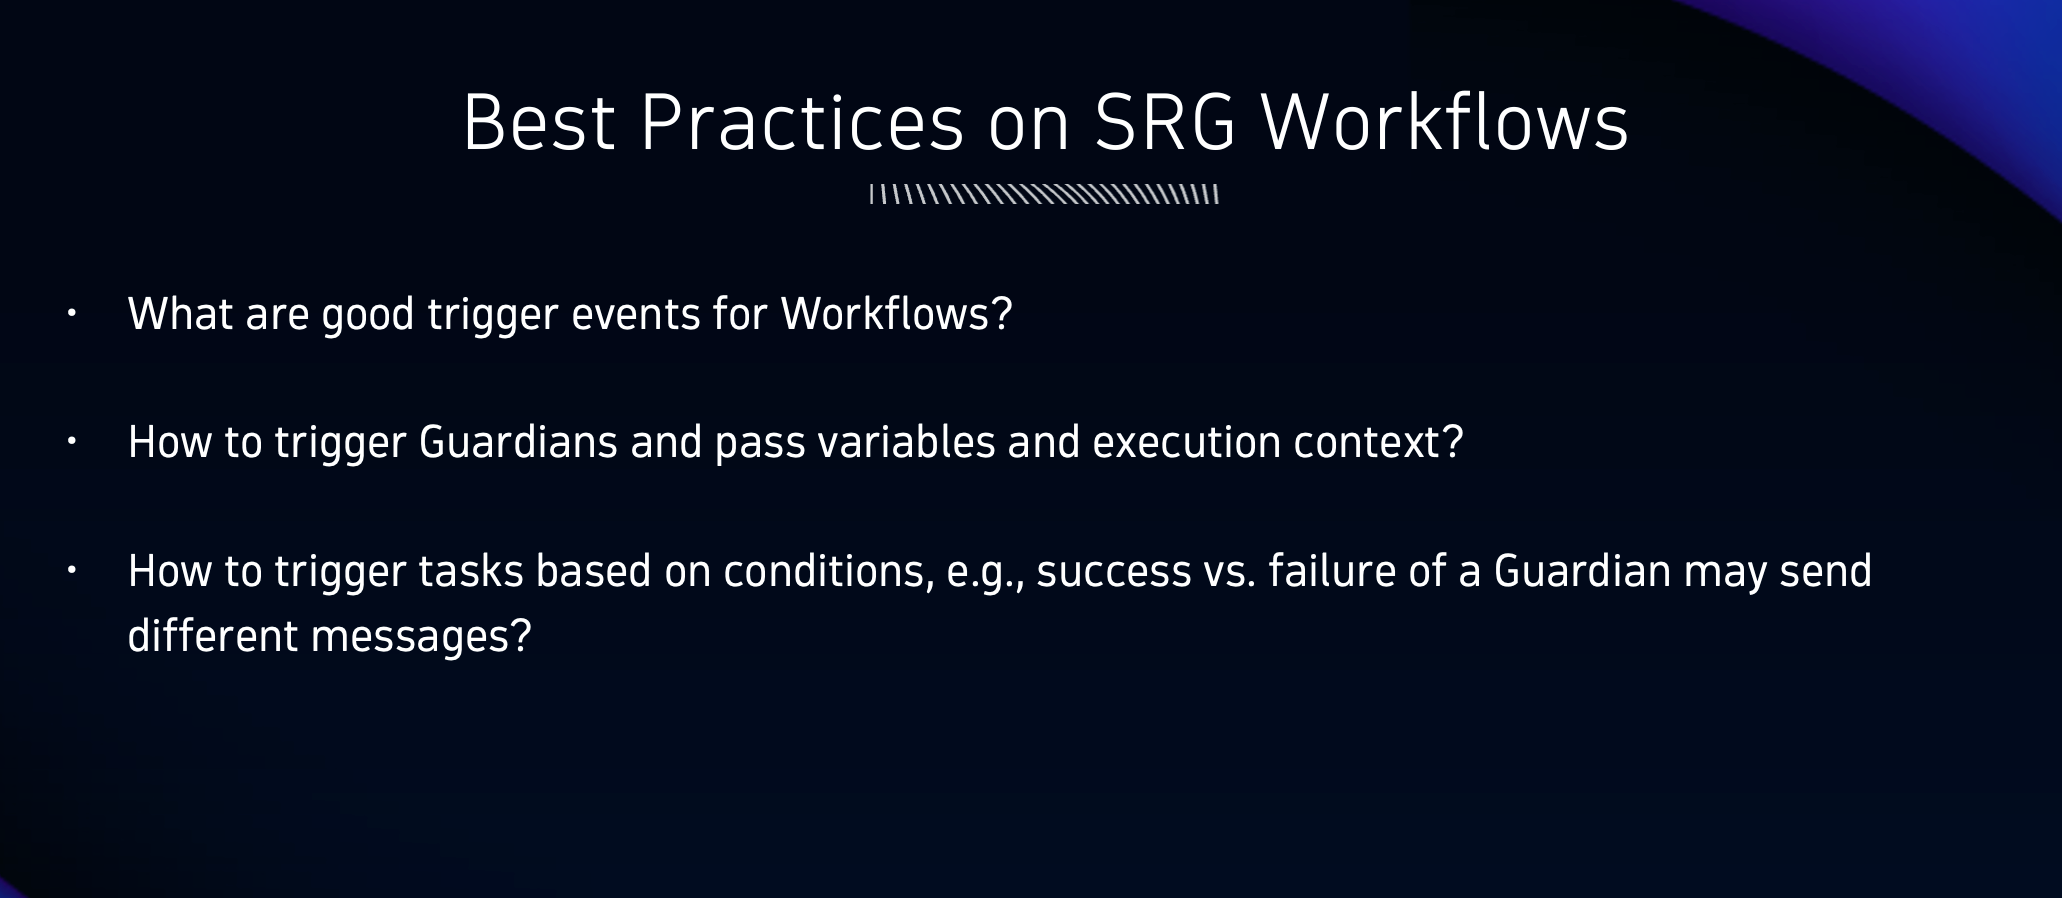 Best Practices on SRG Workflows
• What are good trigger events for Workflows?
• How to trigger Guardians and pass variables and execution context?
• How to trigger tasks based on conditions, e.g., success vs. failure of a Guardian may send
different messages?